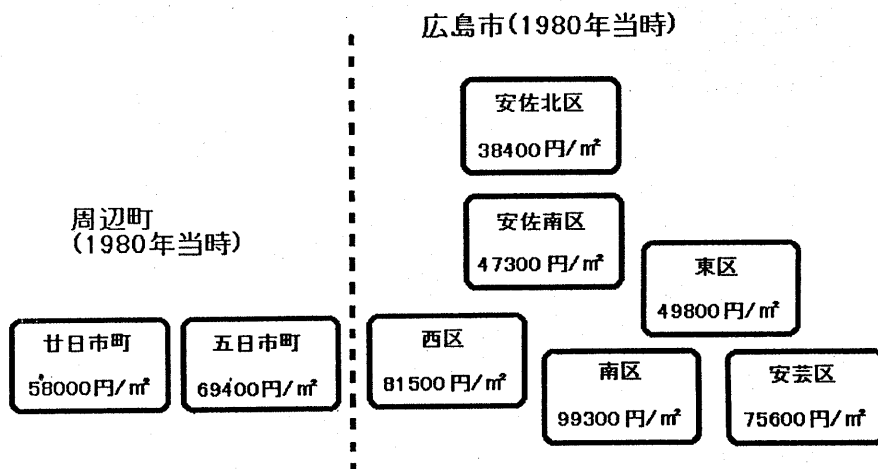 広島市(1980年当時)
安佐北区
38400円/㎡
安佐南区
47300円/㎡
周辺町
(1980年当時)
東区
49800円/㎡
廿日市町
58000円/㎡
五日市町
69400円/㎡
西区
81500円/㎡
南区
99300円/㎡
安芸区
75600円/㎡